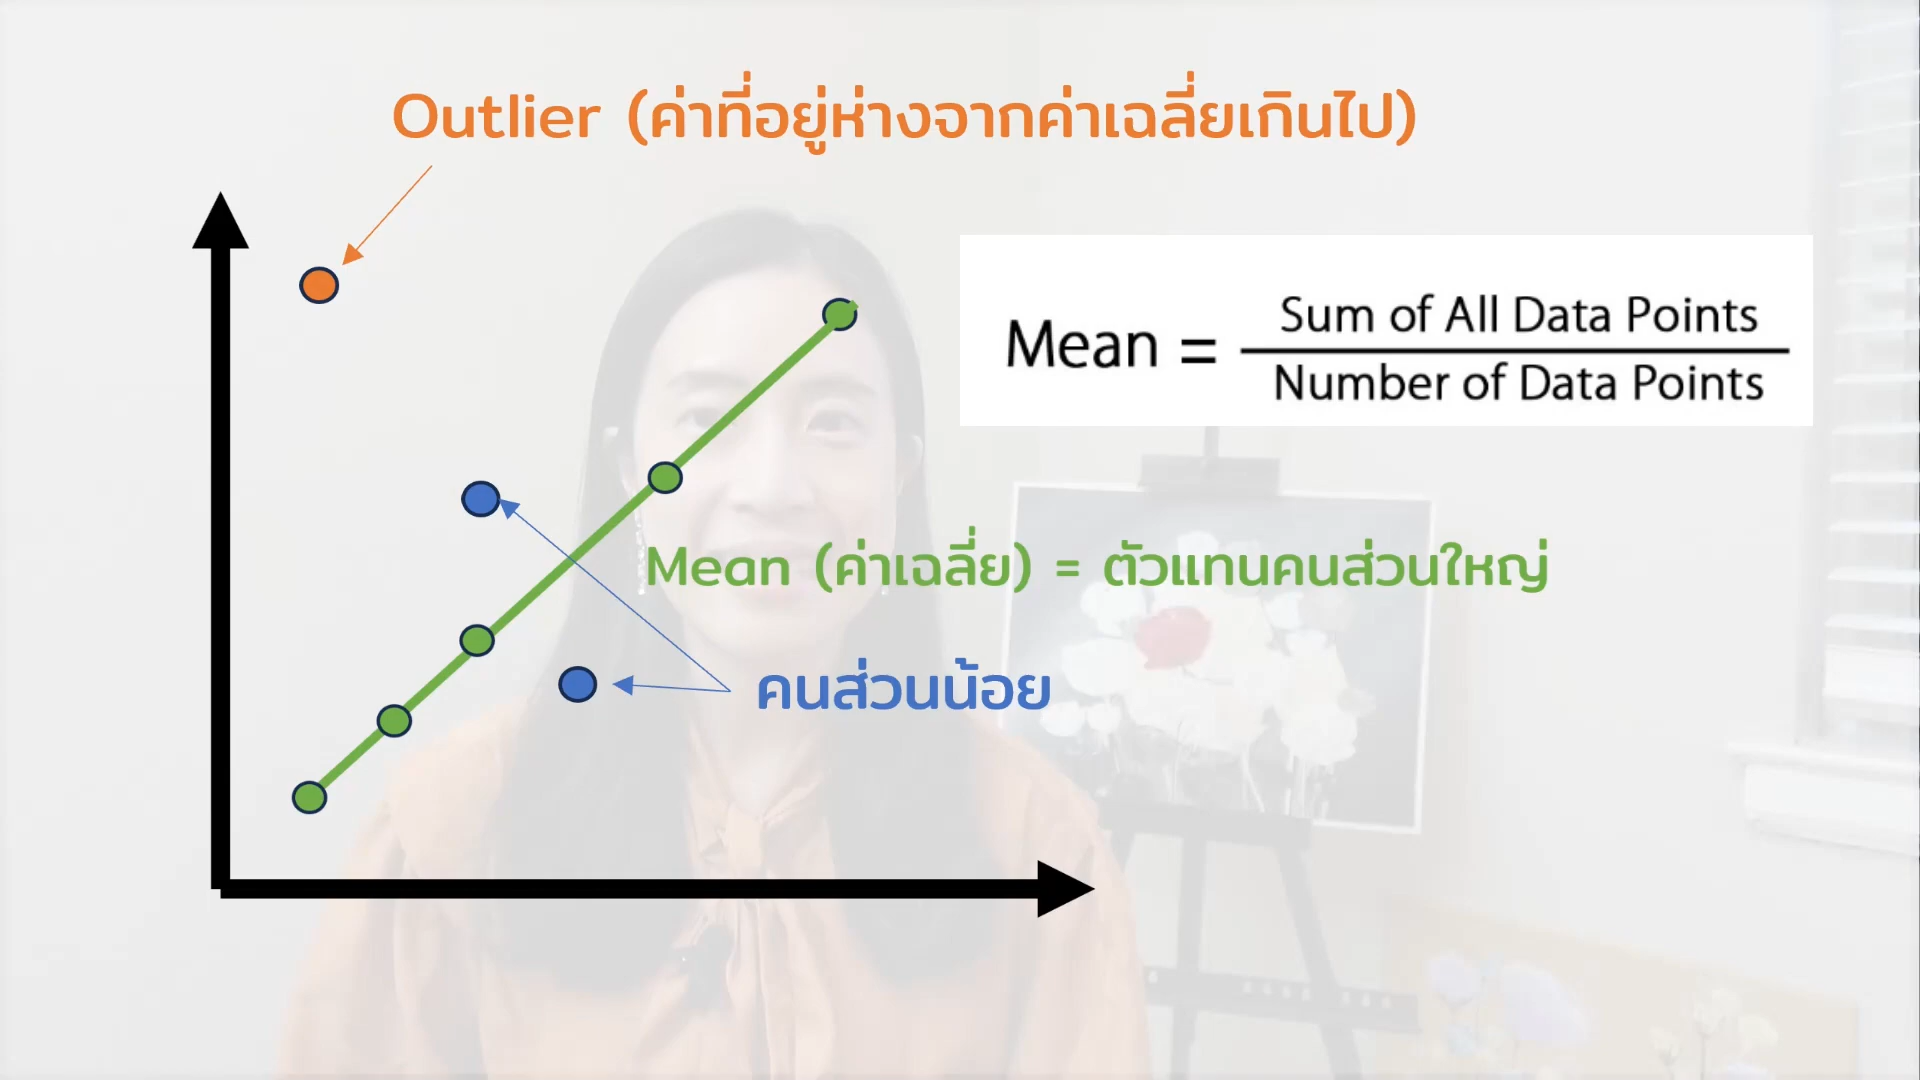 Outlier (ค่าที่อยู่ห่างจากค่าเฉลี่ยเกินไป)
Mean = Sum of All Data Points
Number of Data Points
Mean (ค่าเฉลี่ย) = ตัวแทนคนส่วนใหญ่
คนส่วนน้อย